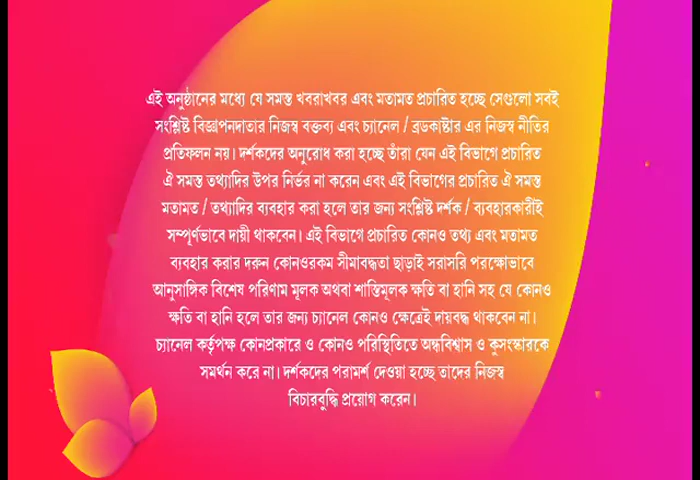 এই অনুষ্ঠানের মধ্যে যে সমস্ত খবরাখবর এবং মতামত প্রচারিত হচ্ছে সেগুলো সবই
সংশ্লিষ্ট বিজ্ঞাপনদাতার নিজস্ব বক্তব্য এবং চ্যানেল / ব্রডকাষ্টার এর নিজস্ব নীতির
প্রতিফলন নয়। দর্শকদের অনুরোধ করা হচ্ছে তাঁরা যেন এই বিভাগে প্রচারিত
ঐ সমস্ত তথ্যাদির উপর নির্ভর না করেন এবং এই বিভাগের প্রচারিত ঐ সমস্ত
মতামত / তথ্যাদির ব্যবহার করা হলে তার জন্য সংশ্লিষ্ট দর্শক / ব্যবহারকারীই
সম্পূর্ণভাবে দায়ী থাকবেন। এই বিভাগে প্রচারিত কোনও তথ্য এবং মতামত
ব্যবহার করার দরুন কোনওরকম সীমাবদ্ধতা ছাড়াই সরাসরি পরক্ষোভাবে
আনুসাঙ্গিক বিশেষ পরিণাম মূলক অথবা শাস্তিমূলক ক্ষতি বা হানি সহ যে কোনও
ক্ষতি বা হানি হলে তার জন্য চ্যানেল কোনও ক্ষেত্রেই দায়বদ্ধ থাকবেন না।
চ্যানেল কর্তৃপক্ষ কোনপ্রকারে ও কোনও পরিস্থিতিতে অন্ধবিশ্বাস ও কুসংস্কারকে
সমর্থন করে না। দর্শকদের পরামর্শ দেওয়া হচ্ছে তাদের নিজস্ব
বিচারবুদ্ধি প্রয়োগ করেন।